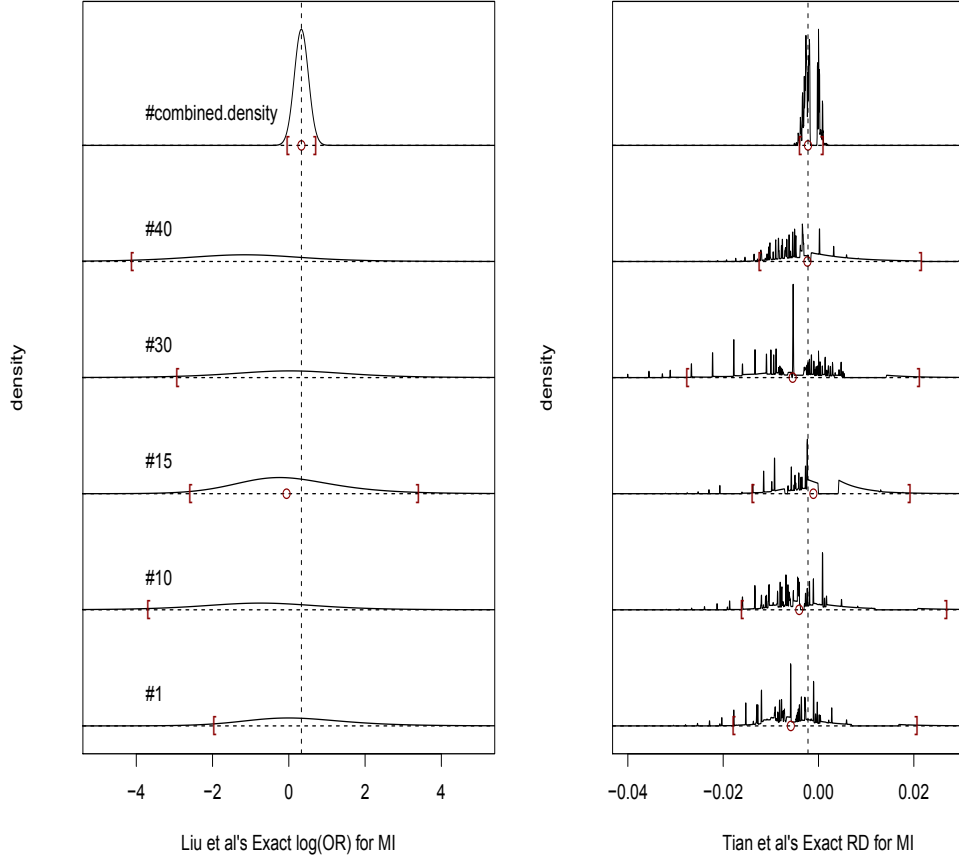 #combined.density
#40
#30
#15
#10
#1
density
−4 −2 0 2 4
Liu et al's Exact log(OR) for MI
density
−0.04 −0.02 0.00 0.02
Tian et al's Exact RD for MI